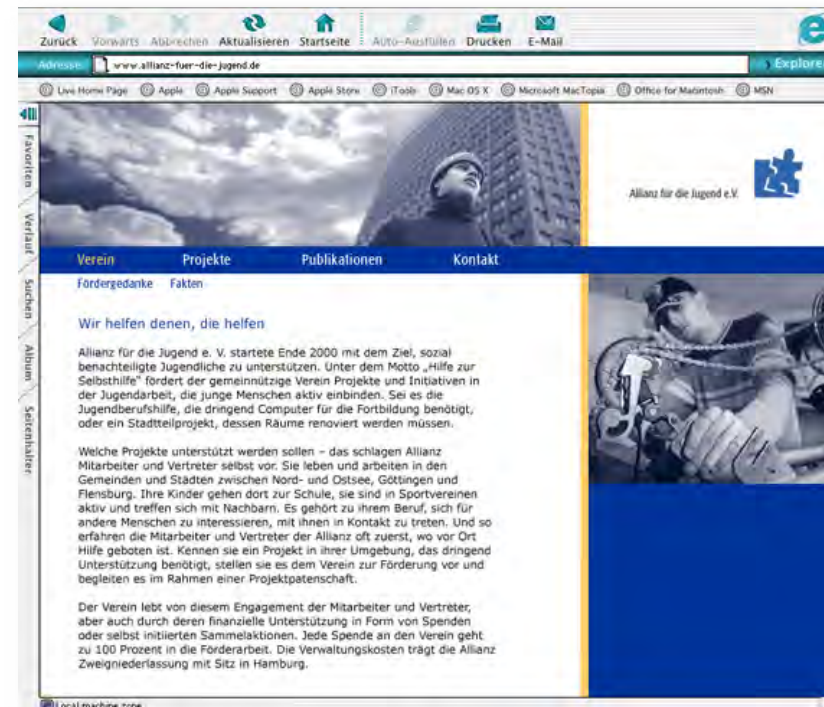 Zurück Vorwärts Abbrechen Aktualisieren Startseite Auto-Ausfüllen Drucken E-Mail
Adresse: www.allianz-fuer-die-jugend.de Explorer
Live Home Page Apple Apple Support Apple Store iTools Mac OS X Microsoft MacTopia Office for Macintosh MSN
Favoriten
Verlauf
Suchen
Album
Seitenhalter
Allianz für die Jugend e.V.
Verein Projekte Publikationen Kontakt
Fördergedanke Fakten
Wir helfen denen, die helfen
Allianz für die Jugend e. V. startete Ende 2000 mit dem Ziel, sozial
benachteiligte Jugendliche zu unterstützen. Unter dem Motto „Hilfe zur
Selbsthilfe" fördert der gemeinnützige Verein Projekte und Initiativen in
der Jugendarbeit, die junge Menschen aktiv einbinden. Sei es die
Jugendberufshilfe, die dringend Computer für die Fortbildung benötigt,
oder ein Stadtteilprojekt, dessen Räume renoviert werden müssen.
Welche Projekte unterstützt werden sollen – das schlagen Allianz
Mitarbeiter und Vertreter selbst vor. Sie leben und arbeiten in den
Gemeinden und Städten zwischen Nord- und Ostsee, Göttingen und
Flensburg. Ihre Kinder gehen dort zur Schule, sie sind in Sportvereinen
aktiv und treffen sich mit Nachbarn. Es gehört zu ihrem Beruf, sich für
andere Menschen zu interessieren, mit ihnen in Kontakt zu treten. Und so
erfahren die Mitarbeiter und Vertreter der Allianz oft zuerst, wo vor Ort
Hilfe geboten ist. Kennen sie ein Projekt in ihrer Umgebung, das dringend
Unterstützung benötigt, stellen sie es dem Verein zur Förderung vor und
begleiten es im Rahmen einer Projektpatenschaft.
Der Verein lebt von diesem Engagement der Mitarbeiter und Vertreter,
aber auch durch deren finanzielle Unterstützung in Form von Spenden
oder selbst initiierten Sammelaktionen. Jede Spende an den Verein geht
zu 100 Prozent in die Förderarbeit. Die Verwaltungskosten trägt die Allianz
Zweigniederlassung mit Sitz in Hamburg.
Local machine zone